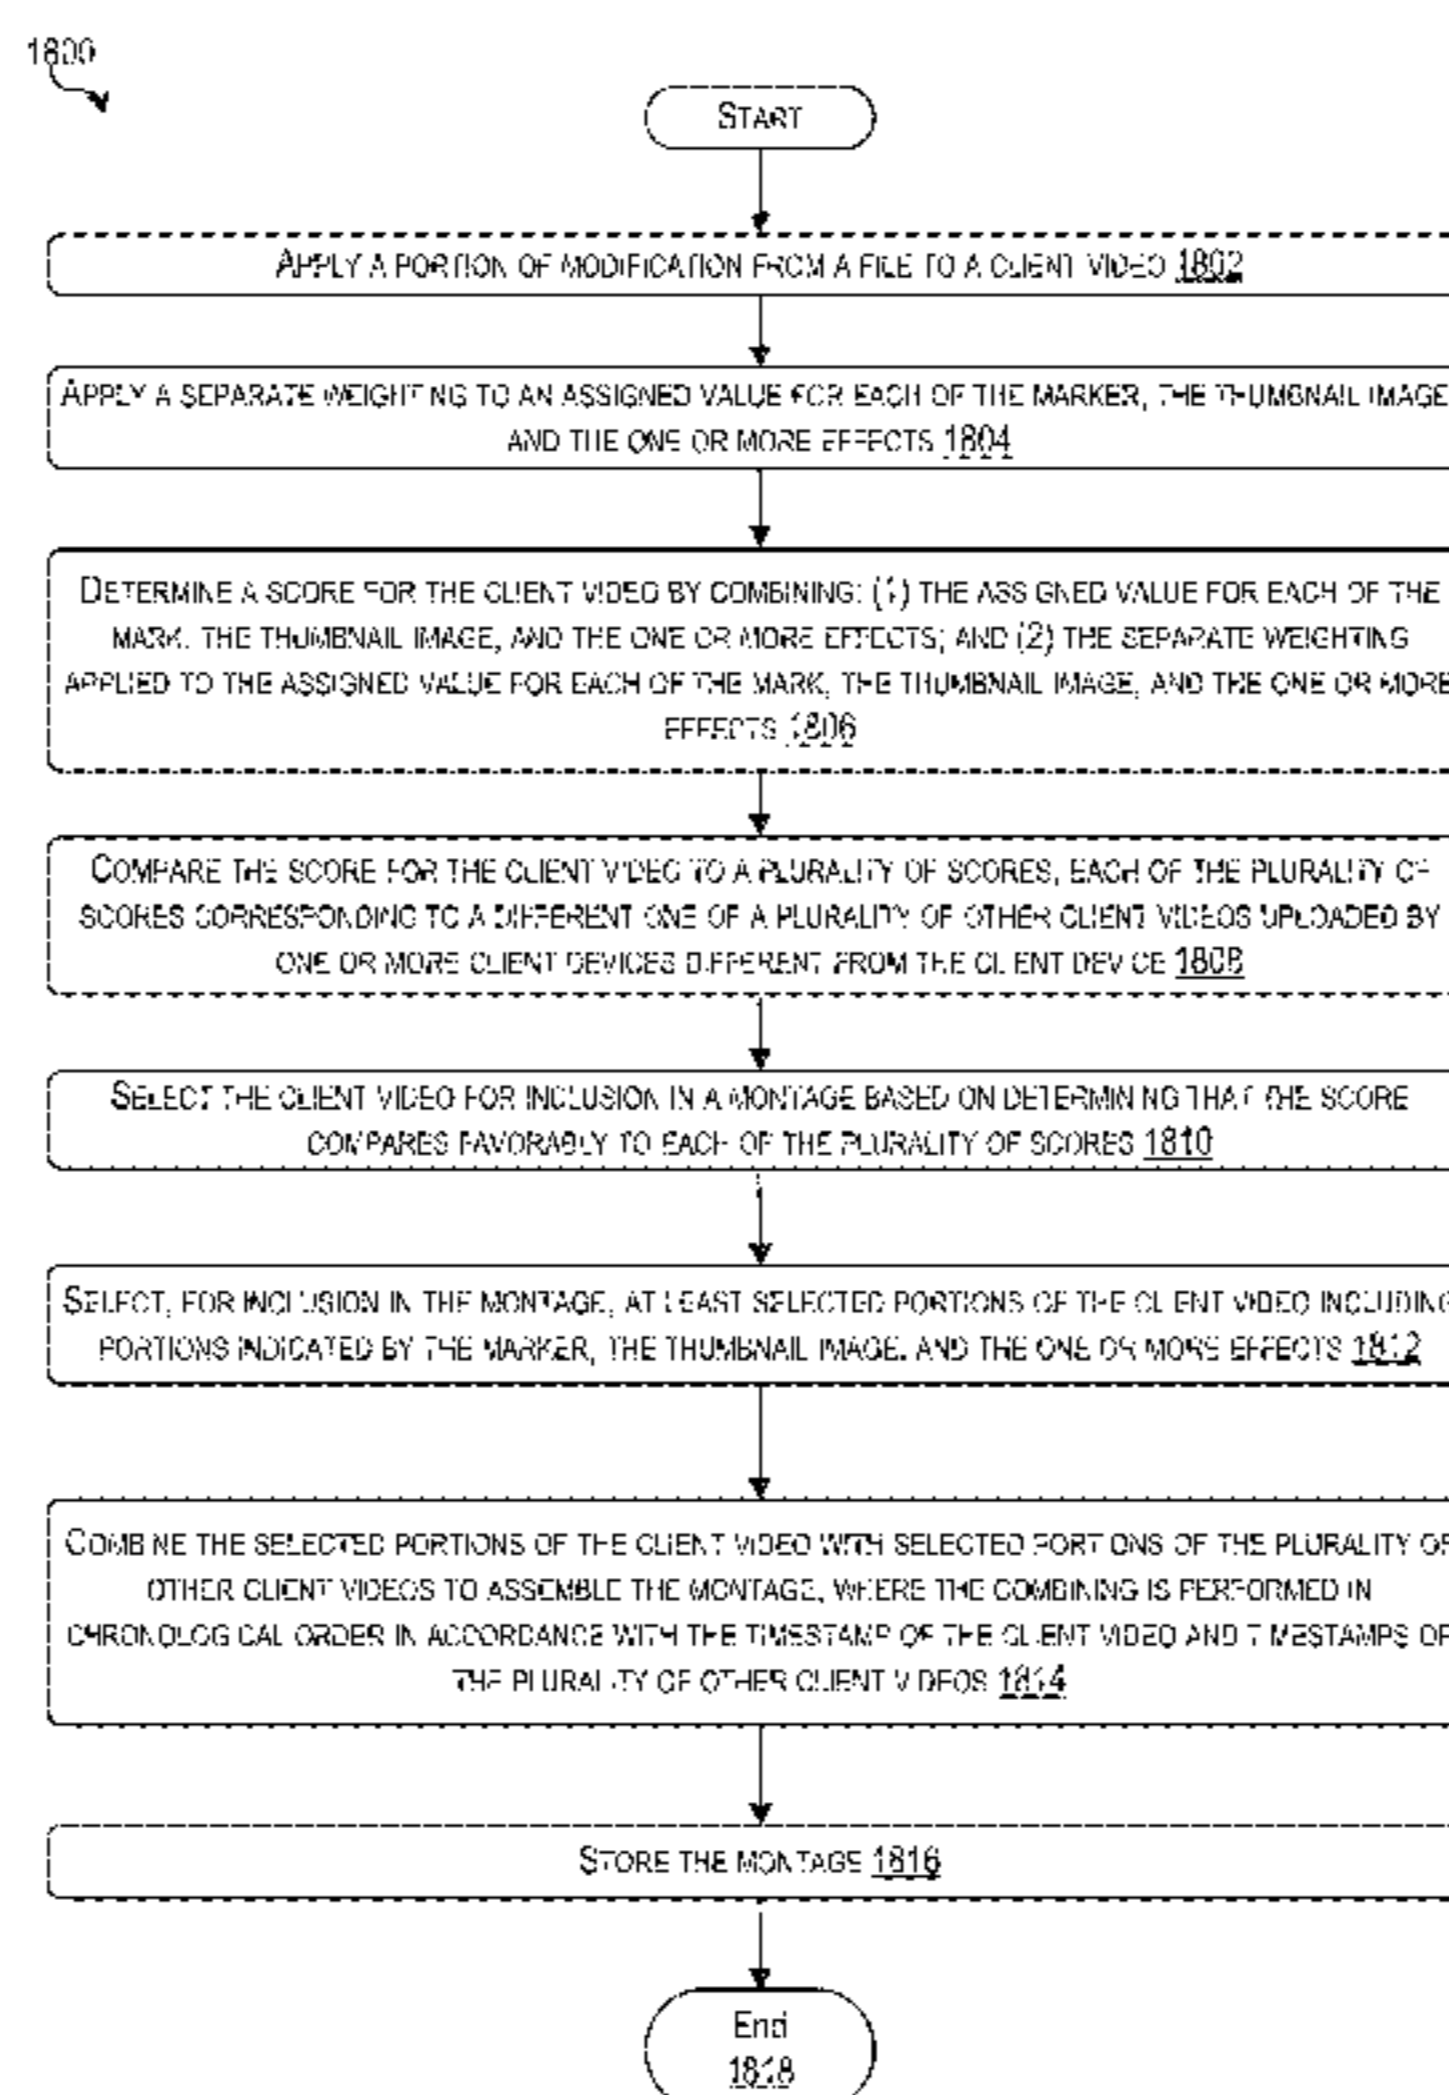 1800
START
APPLY A PORTION OF MODIFICATION FROM A FILE TO A CLIENT VIDEO 1802
APPLY A SEPARATE WEIGHTING TO AN ASSIGNED VALUE FOR EACH OF THE MARKER, THE THUMBNAIL IMAGE
AND THE ONE OR MORE EFFECTS 1804
DETERMINE A SCORE FOR THE CLIENT VIDEO BY COMBINING: (1) THE ASSIGNED VALUE FOR EACH OF THE
MARK, THE THUMBNAIL IMAGE, AND THE ONE OR MORE EFFECTS; AND (2) THE SEPARATE WEIGHTING
APPLIED TO THE ASSIGNED VALUE FOR EACH OF THE MARK, THE THUMBNAIL IMAGE, AND THE ONE OR MORE
EFFECTS 1806
COMPARE THE SCORE FOR THE CLIENT VIDEO TO A PLURALITY OF SCORES, EACH OF THE PLURALITY OF
SCORES CORRESPONDING TO A DIFFERENT ONE OF A PLURALITY OF OTHER CLIENT VIDEOS UPLOADED BY
ONE OR MORE CLIENT DEVICES DIFFERENT FROM THE CLIENT DEVICE 1808
SELECT THE CLIENT VIDEO FOR INCLUSION IN A MONTAGE BASED ON DETERMINING THAT THE SCORE
COMPARES FAVORABLY TO EACH OF THE PLURALITY OF SCORES 1810
SELECT, FOR INCLUSION IN THE MONTAGE, AT LEAST SELECTED PORTIONS OF THE CLIENT VIDEO INCLUDING
PORTIONS INDICATED BY THE MARKER, THE THUMBNAIL IMAGE, AND THE ONE OR MORE EFFECTS 1812
COMBINE THE SELECTED PORTIONS OF THE CLIENT VIDEO WITH SELECTED PORTIONS OF THE PLURALITY OF
OTHER CLIENT VIDEOS TO ASSEMBLE THE MONTAGE, WHERE THE COMBINING IS PERFORMED IN
CHRONOLOGICAL ORDER IN ACCORDANCE WITH THE TIMESTAMP OF THE CLIENT VIDEO AND TIMESTAMPS OF
THE PLURALITY OF OTHER CLIENT VIDEOS 1814
STORE THE MONTAGE 1816
End
1818